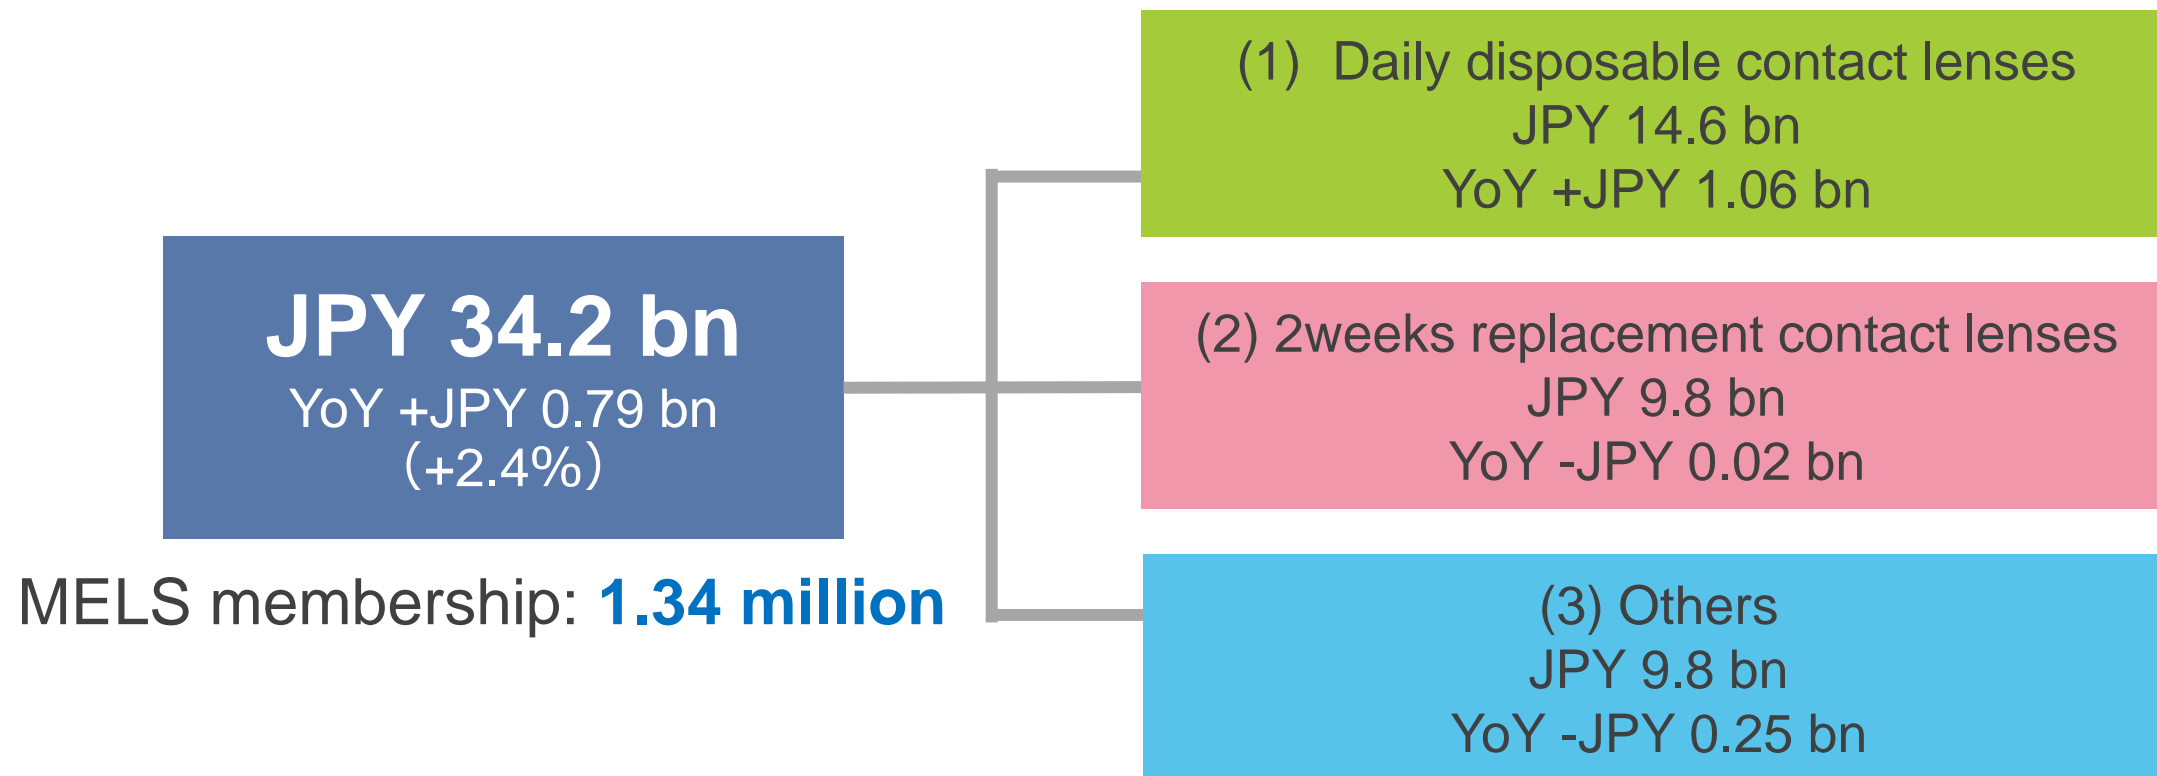 JPY 34.2 bn
YoY +JPY 0.79 bn
（+2.4%）
MELS membership: 1.34 million
(1) Daily disposable contact lenses
JPY 14.6 bn
YoY +JPY 1.06 bn
(2) 2weeks replacement contact lenses
JPY 9.8 bn
YoY -JPY 0.02 bn
(3) Others
JPY 9.8 bn
YoY -JPY 0.25 bn